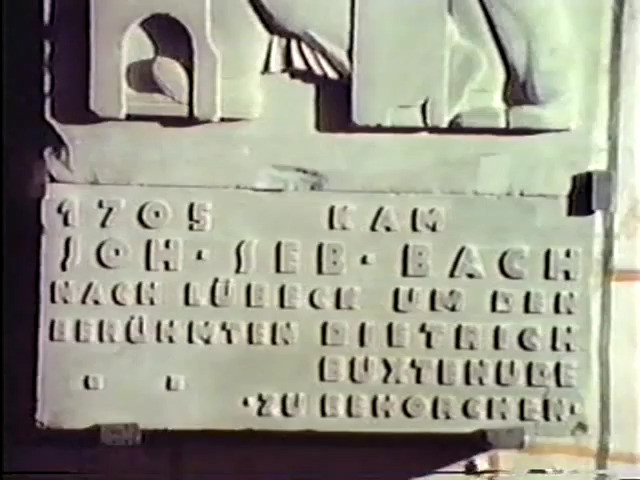 1705 KAM
JOH · SEB · BACH
NACH LÜBECK UM DEN
BERÜHMTEN DIETRICH
BUXTEHUDE
· ZU BEHORCHEN ·